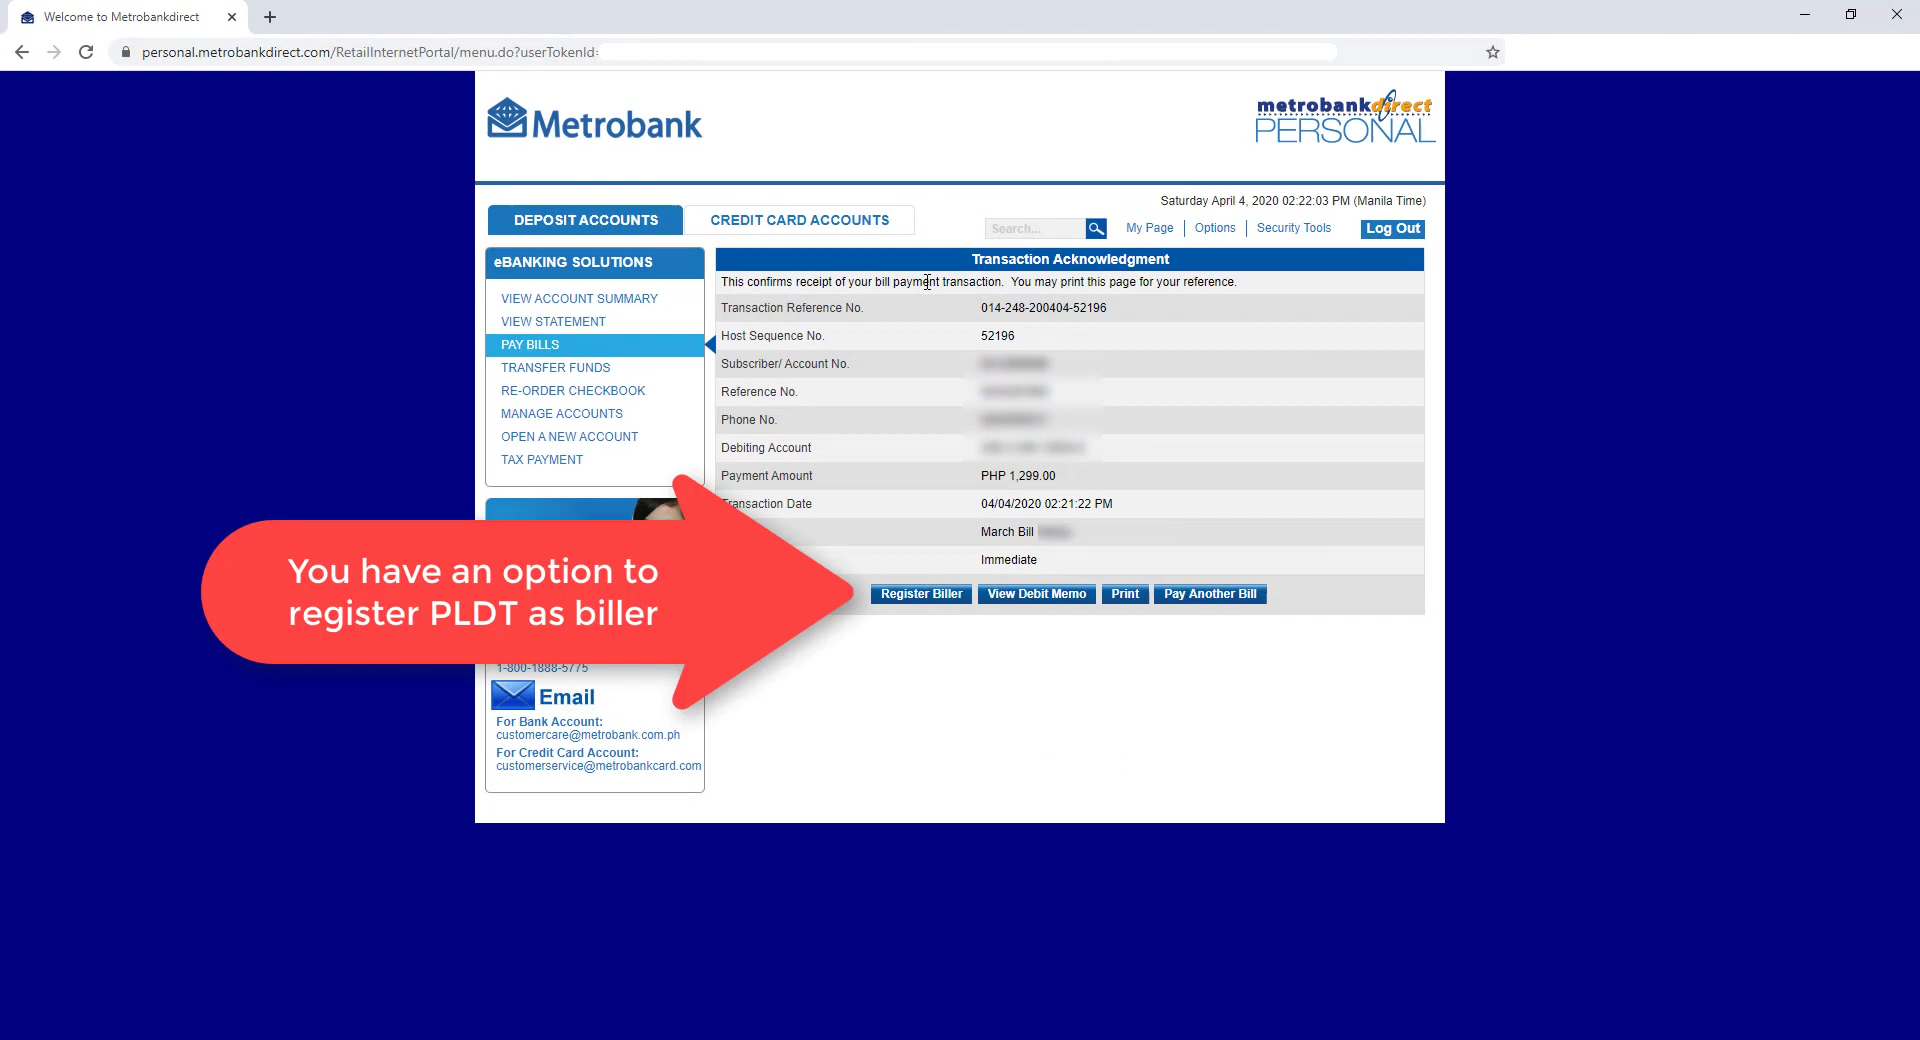 Welcome to Metrobankdirect
personal.metrobankdirect.com/RetailInternetPortal/menu.do?userTokenId=
Metrobank
metrobankdirect
PERSONAL
Saturday April 4, 2020 02:22:03 PM (Manila Time)
DEPOSIT ACCOUNTS
CREDIT CARD ACCOUNTS
Search...
My Page
Options
Security Tools
Log Out
eBANKING SOLUTIONS
VIEW ACCOUNT SUMMARY
VIEW STATEMENT
PAY BILLS
TRANSFER FUNDS
RE-ORDER CHECKBOOK
MANAGE ACCOUNTS
OPEN A NEW ACCOUNT
TAX PAYMENT
Transaction Acknowledgment
This confirms receipt of your bill payment transaction. You may print this page for your reference.
Transaction Reference No. 014-248-200404-52196
Host Sequence No. 52196
Subscriber/ Account No.
Reference No.
Phone No.
Debiting Account
Payment Amount PHP 1,299.00
Transaction Date 04/04/2020 02:21:22 PM
March Bill
Immediate
Register Biller
View Debit Memo
Print
Pay Another Bill
You have an option to
register PLDT as biller
1-800-1888-5775
Email
For Bank Account:
customercare@metrobank.com.ph
For Credit Card Account:
customerservice@metrobankcard.com